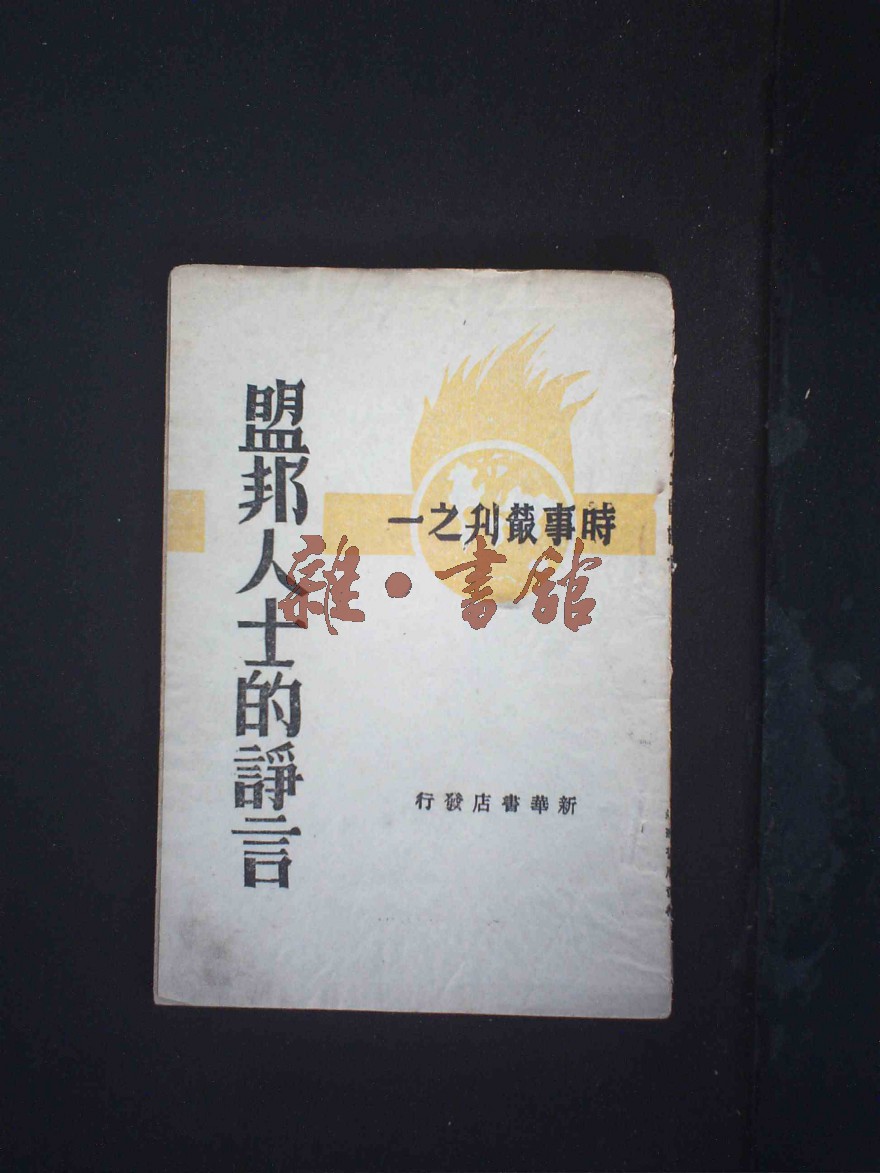 盟邦人士的諍言
時事叢刊之一
新華書店發行
雜·書舘